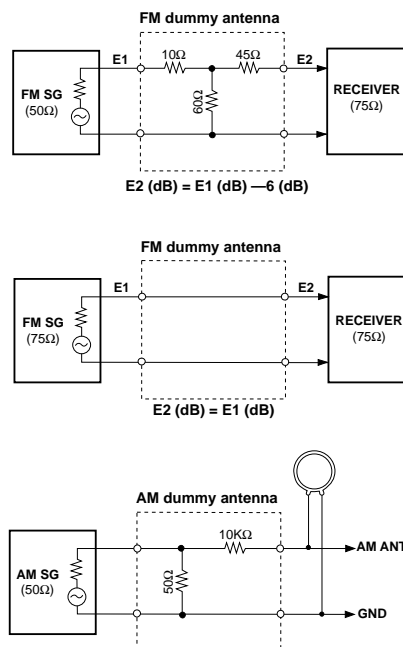 FM dummy antenna
E1
10Ω
45Ω
E2
FM SG
(50Ω)
60Ω
RECEIVER
(75Ω)
E2 (dB) = E1 (dB) —6 (dB)
FM dummy antenna
E1
E2
FM SG
(75Ω)
RECEIVER
(75Ω)
E2 (dB) = E1 (dB)
AM dummy antenna
10KΩ
AM ANT
AM SG
(50Ω)
50Ω
GND